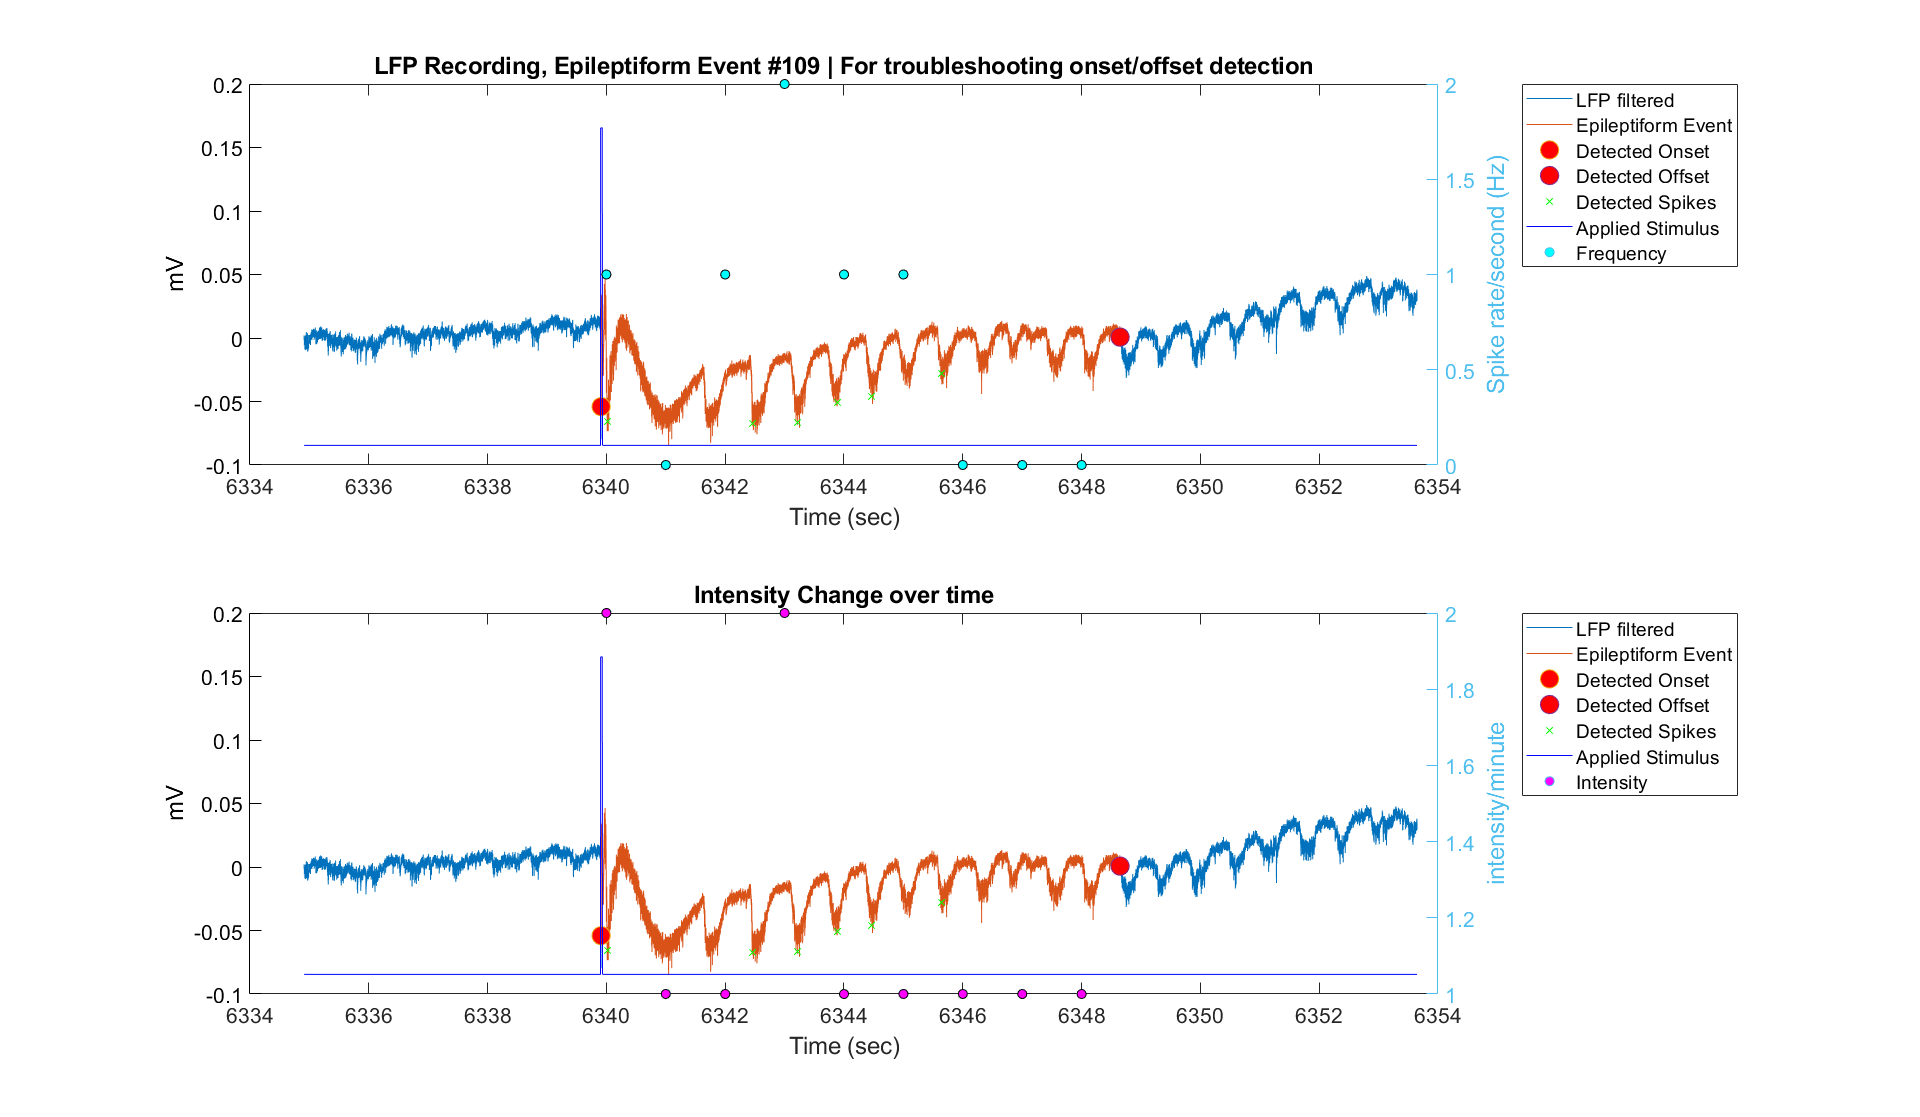 LFP Recording, Epileptiform Event #109 | For troubleshooting onset/offset detection
0.2
0.15
0.1
0.05
0
-0.05
-0.1
mV
2
1.5
1
0.5
0
Spike rate/second (Hz)
6334 6336 6338 6340 6342 6344 6346 6348 6350 6352 6354
Time (sec)
LFP filtered
Epileptiform Event
Detected Onset
Detected Offset
Detected Spikes
Applied Stimulus
Frequency
Intensity Change over time
0.2
0.15
0.1
0.05
0
-0.05
-0.1
mV
2
1.8
1.6
1.4
1.2
1
intensity/minute
6334 6336 6338 6340 6342 6344 6346 6348 6350 6352 6354
Time (sec)
LFP filtered
Epileptiform Event
Detected Onset
Detected Offset
Detected Spikes
Applied Stimulus
Intensity